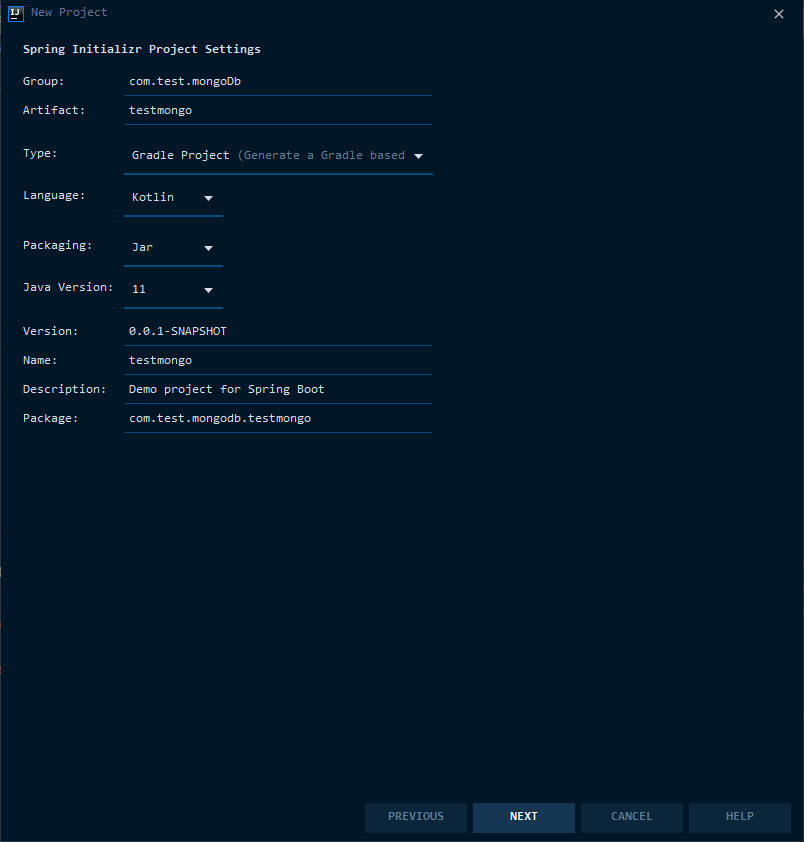 IJ New Project
Spring Initializr Project Settings
Group: com.test.mongoDb
Artifact: testmongo
Type: Gradle Project (Generate a Gradle based
Language: Kotlin
Packaging: Jar
Java Version: 11
Version: 0.0.1-SNAPSHOT
Name: testmongo
Description: Demo project for Spring Boot
Package: com.test.mongodb.testmongo
PREVIOUS NEXT CANCEL HELP